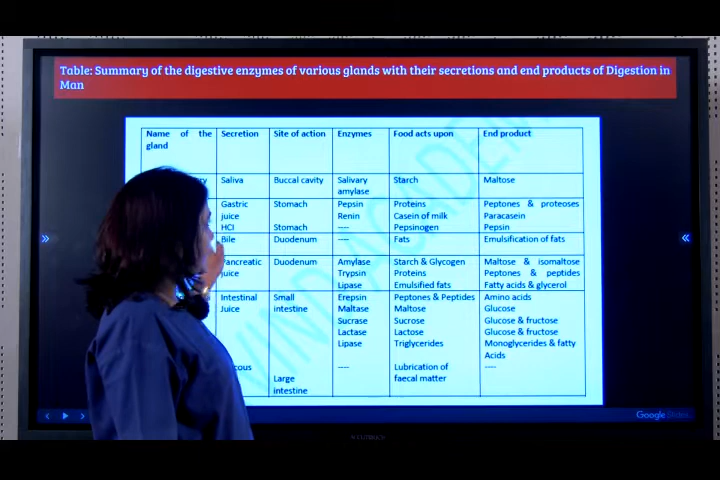 Table: Summary of the digestive enzymes of various glands with their secretions and end products of Digestion in
Man
Name of the gland Secretion Site of action Enzymes Food acts upon End product
Saliva Buccal cavity Salivary amylase Starch Maltose
Gastric juice Stomach Pepsin Proteins Peptones & proteoses
Renin Casein of milk Paracasein
HCl Stomach ---- Pepsinogen Pepsin
Bile Duodenum ---- Fats Emulsification of fats
Pancreatic juice Duodenum Amylase Starch & Glycogen Maltose & isomaltose
Trypsin Proteins Peptones & peptides
Lipase Emulsified fats Fatty acids & glycerol
Intestinal Juice Small intestine Erepsin Peptones & Peptides Amino acids
Maltase Maltose Glucose
Sucrase Sucrose Glucose & fructose
Lactase Lactose Glucose & fructose
Lipase Triglycerides Monoglycerides & fatty Acids
Large intestine ---- Lubrication of faecal matter ----
Google Slides